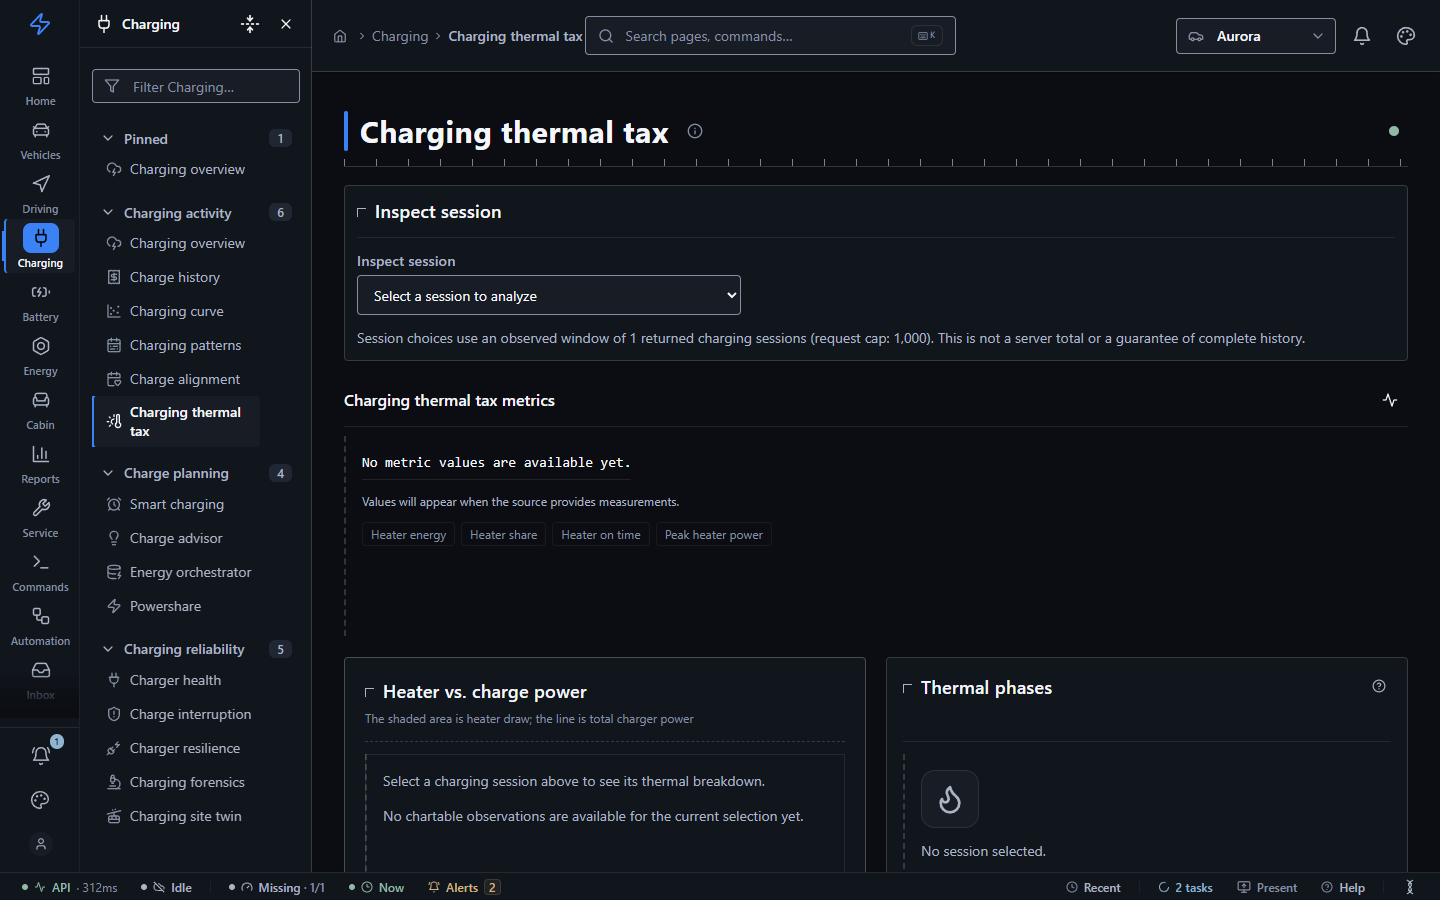 Home
Vehicles
Driving
Charging
Battery
Energy
Cabin
Reports
Service
Commands
Automation
Inbox
1
Charging
Filter Charging...
Pinned 1
Charging overview
Charging activity 6
Charging overview
Charge history
Charging curve
Charging patterns
Charge alignment
Charging thermal
tax
Charge planning 4
Smart charging
Charge advisor
Energy orchestrator
Powershare
Charging reliability 5
Charger health
Charge interruption
Charger resilience
Charging forensics
Charging site twin
Charging Charging thermal tax
Search pages, commands... K
Aurora
Charging thermal tax
Inspect session
Inspect session
Select a session to analyze
Session choices use an observed window of 1 returned charging sessions (request cap: 1,000). This is not a server total or a guarantee of complete history.
Charging thermal tax metrics
No metric values are available yet.
Values will appear when the source provides measurements.
Heater energy Heater share Heater on time Peak heater power
Heater vs. charge power
The shaded area is heater draw; the line is total charger power
Select a charging session above to see its thermal breakdown.
No chartable observations are available for the current selection yet.
Thermal phases
No session selected.
API · 312ms Idle Missing · 1/1 Now Alerts 2 Recent 2 tasks Present Help